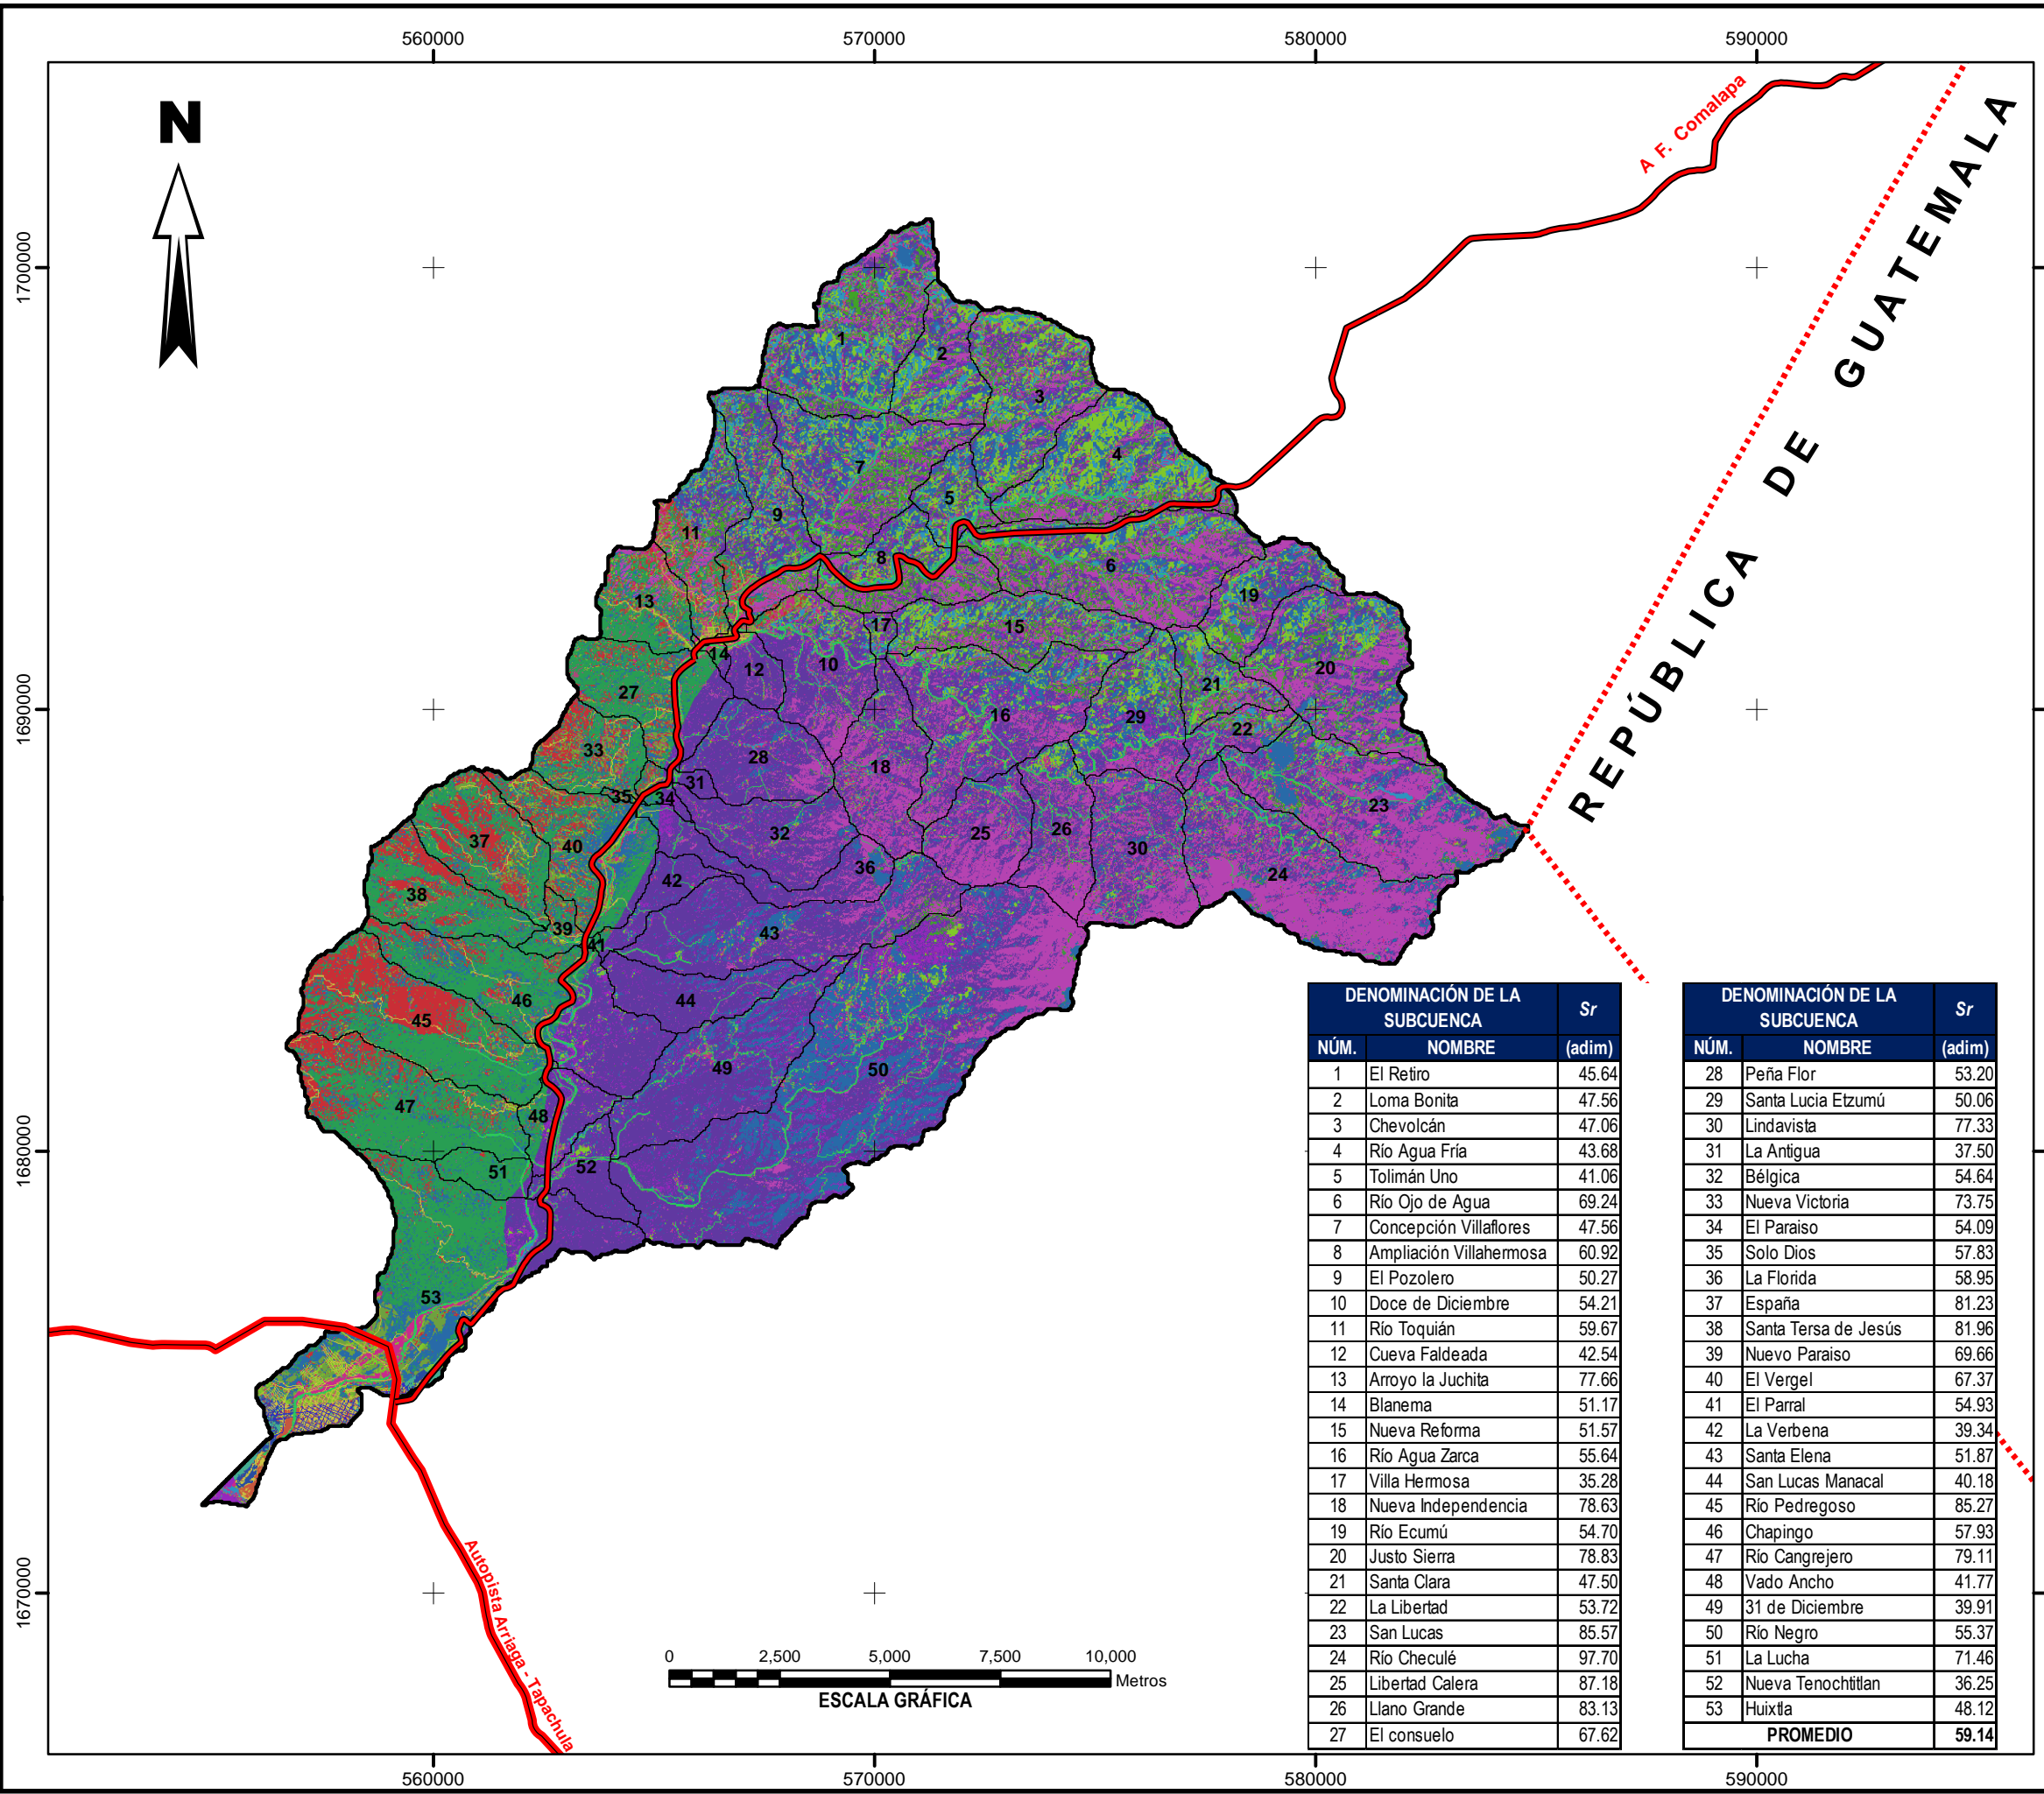 560000
570000
580000
590000
N
A F. Comalapa
REPÚBLICA DE GUATEMALA
1700000
1690000
1680000
1670000
1
2
3
4
7
5
9
11
8
6
13
19
17
15
14
10
12
20
27
21
16
29
22
33
28
18
31
35
34
23
37
32
25
26
40
30
36
42
24
38
39
43
41
46
44
45
49
50
47
48
52
51
53
Autopista Arriaga - Tapachula
0 2,500 5,000 7,500 10,000
Metros
ESCALA GRÁFICA
DENOMINACIÓN DE LA SUBCUENCA Sr
NÚM. NOMBRE (adim)
1 El Retiro 45.64
2 Loma Bonita 47.56
3 Chevolcán 47.06
4 Río Agua Fría 43.68
5 Tolimán Uno 41.06
6 Río Ojo de Agua 69.24
7 Concepción Villaflores 47.56
8 Ampliación Villahermosa 60.92
9 El Pozolero 50.27
10 Doce de Diciembre 54.21
11 Río Toquián 59.67
12 Cueva Faldeada 42.54
13 Arroyo la Juchita 77.66
14 Blanema 51.17
15 Nueva Reforma 51.57
16 Río Agua Zarca 55.64
17 Villa Hermosa 35.28
18 Nueva Independencia 78.63
19 Río Ecumú 54.70
20 Justo Sierra 78.83
21 Santa Clara 47.50
22 La Libertad 53.72
23 San Lucas 85.57
24 Río Checulé 97.70
25 Libertad Calera 87.18
26 Llano Grande 83.13
27 El consuelo 67.62
DENOMINACIÓN DE LA SUBCUENCA Sr
NÚM. NOMBRE (adim)
28 Peña Flor 53.20
29 Santa Lucia Etzumú 50.06
30 Lindavista 77.33
31 La Antigua 37.50
32 Bélgica 54.64
33 Nueva Victoria 73.75
34 El Paraiso 54.09
35 Solo Dios 57.83
36 La Florida 58.95
37 España 81.23
38 Santa Tersa de Jesús 81.96
39 Nuevo Paraiso 69.66
40 El Vergel 67.37
41 El Parral 54.93
42 La Verbena 39.34
43 Santa Elena 51.87
44 San Lucas Manacal 40.18
45 Río Pedregoso 85.27
46 Chapingo 57.93
47 Río Cangrejero 79.11
48 Vado Ancho 41.77
49 31 de Diciembre 39.91
50 Río Negro 55.37
51 La Lucha 71.46
52 Nueva Tenochtitlan 36.25
53 Huixtla 48.12
PROMEDIO 59.14
560000
570000
580000
590000